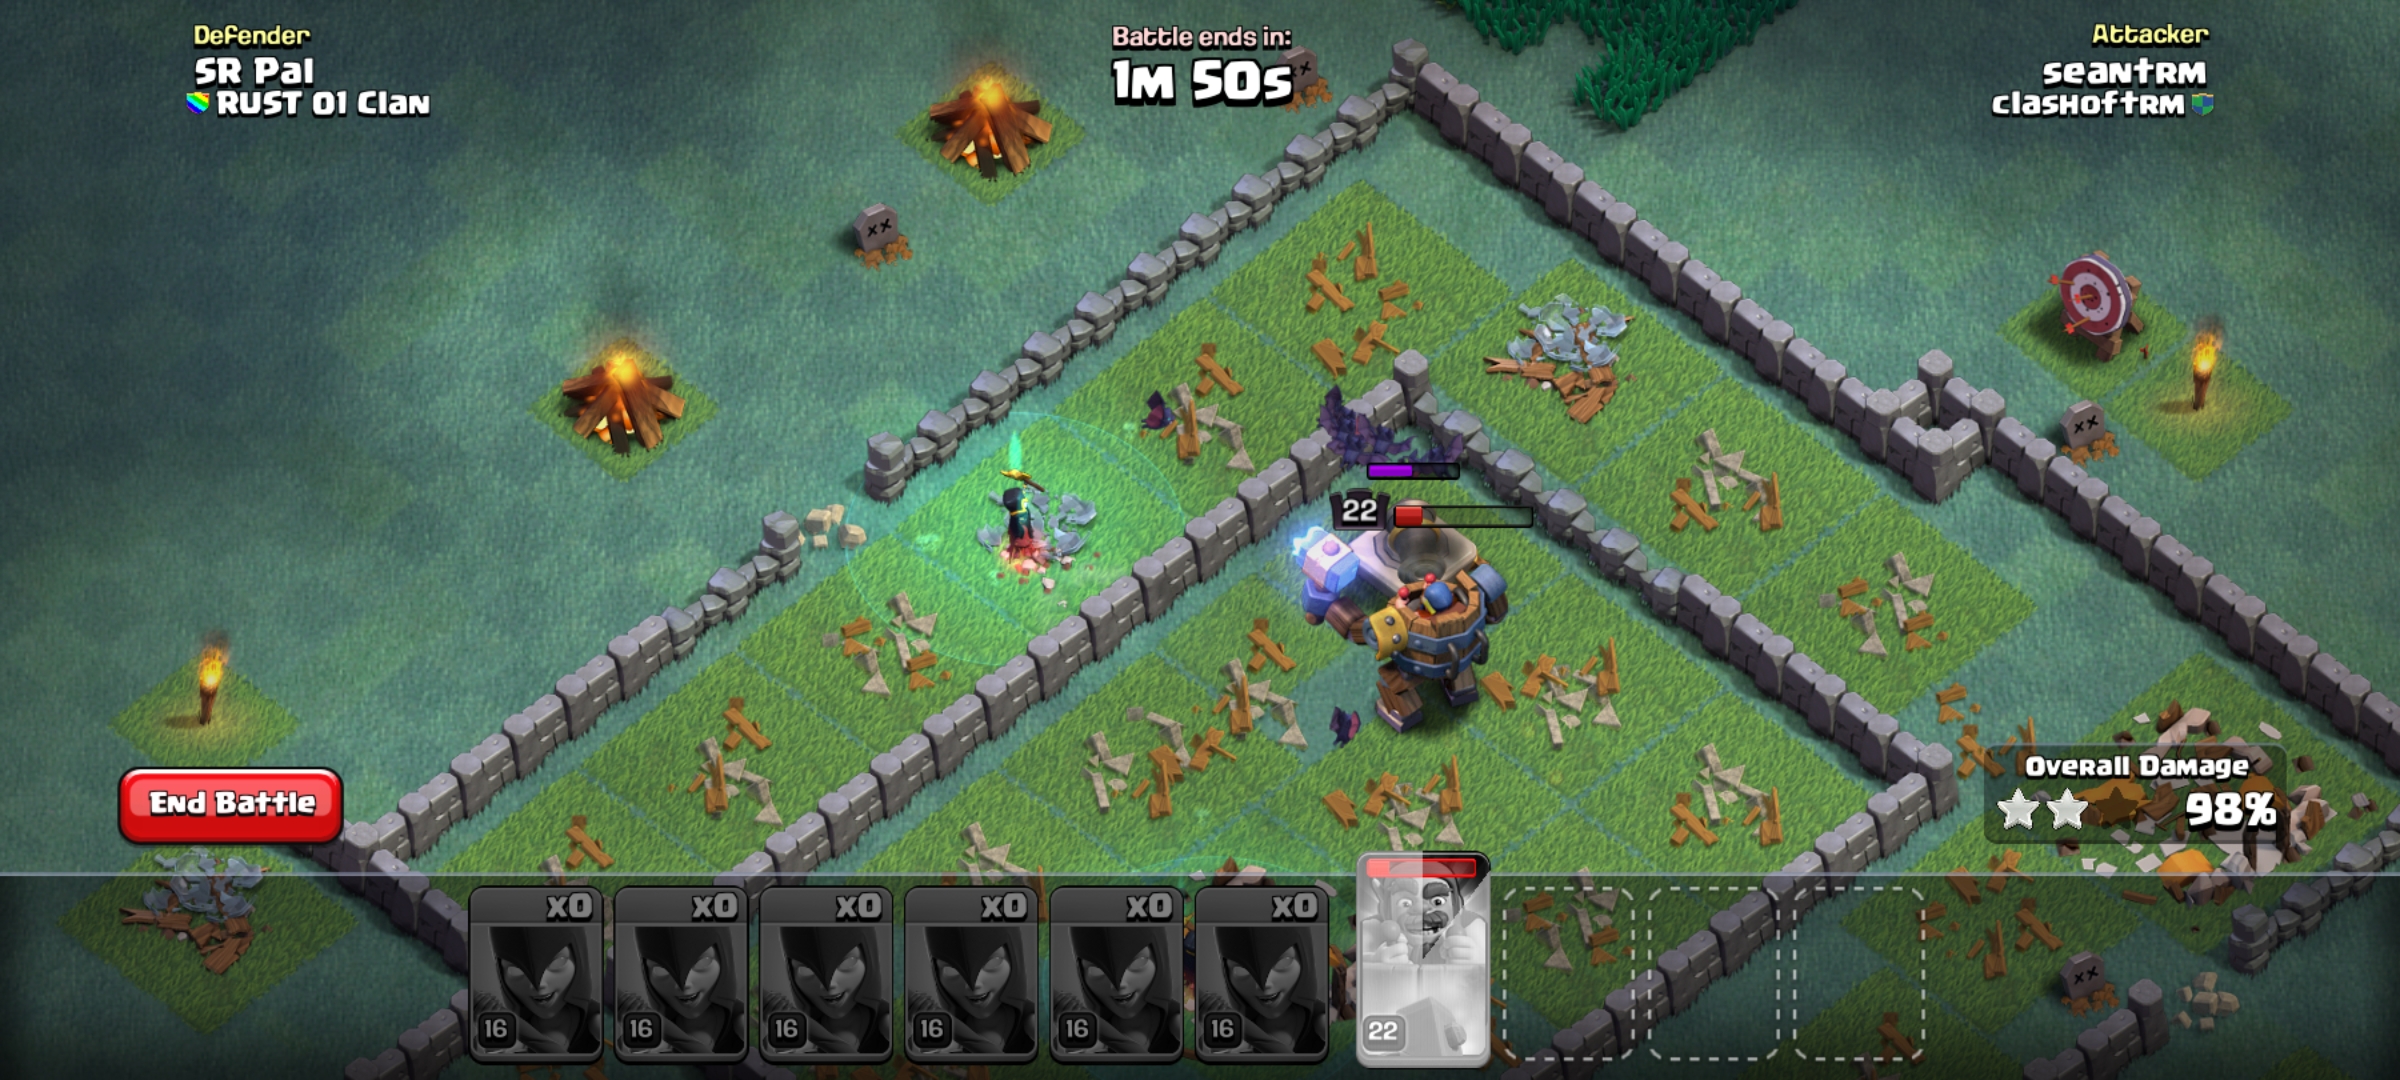 Defender
SR Pal
RUST 01 Clan
Battle ends in:
1M 50s
Attacker
seantRM
clashoftRM
22
End Battle
Overall Damage
98%
x0
x0
x0
x0
x0
x0
16
16
16
16
16
16
22